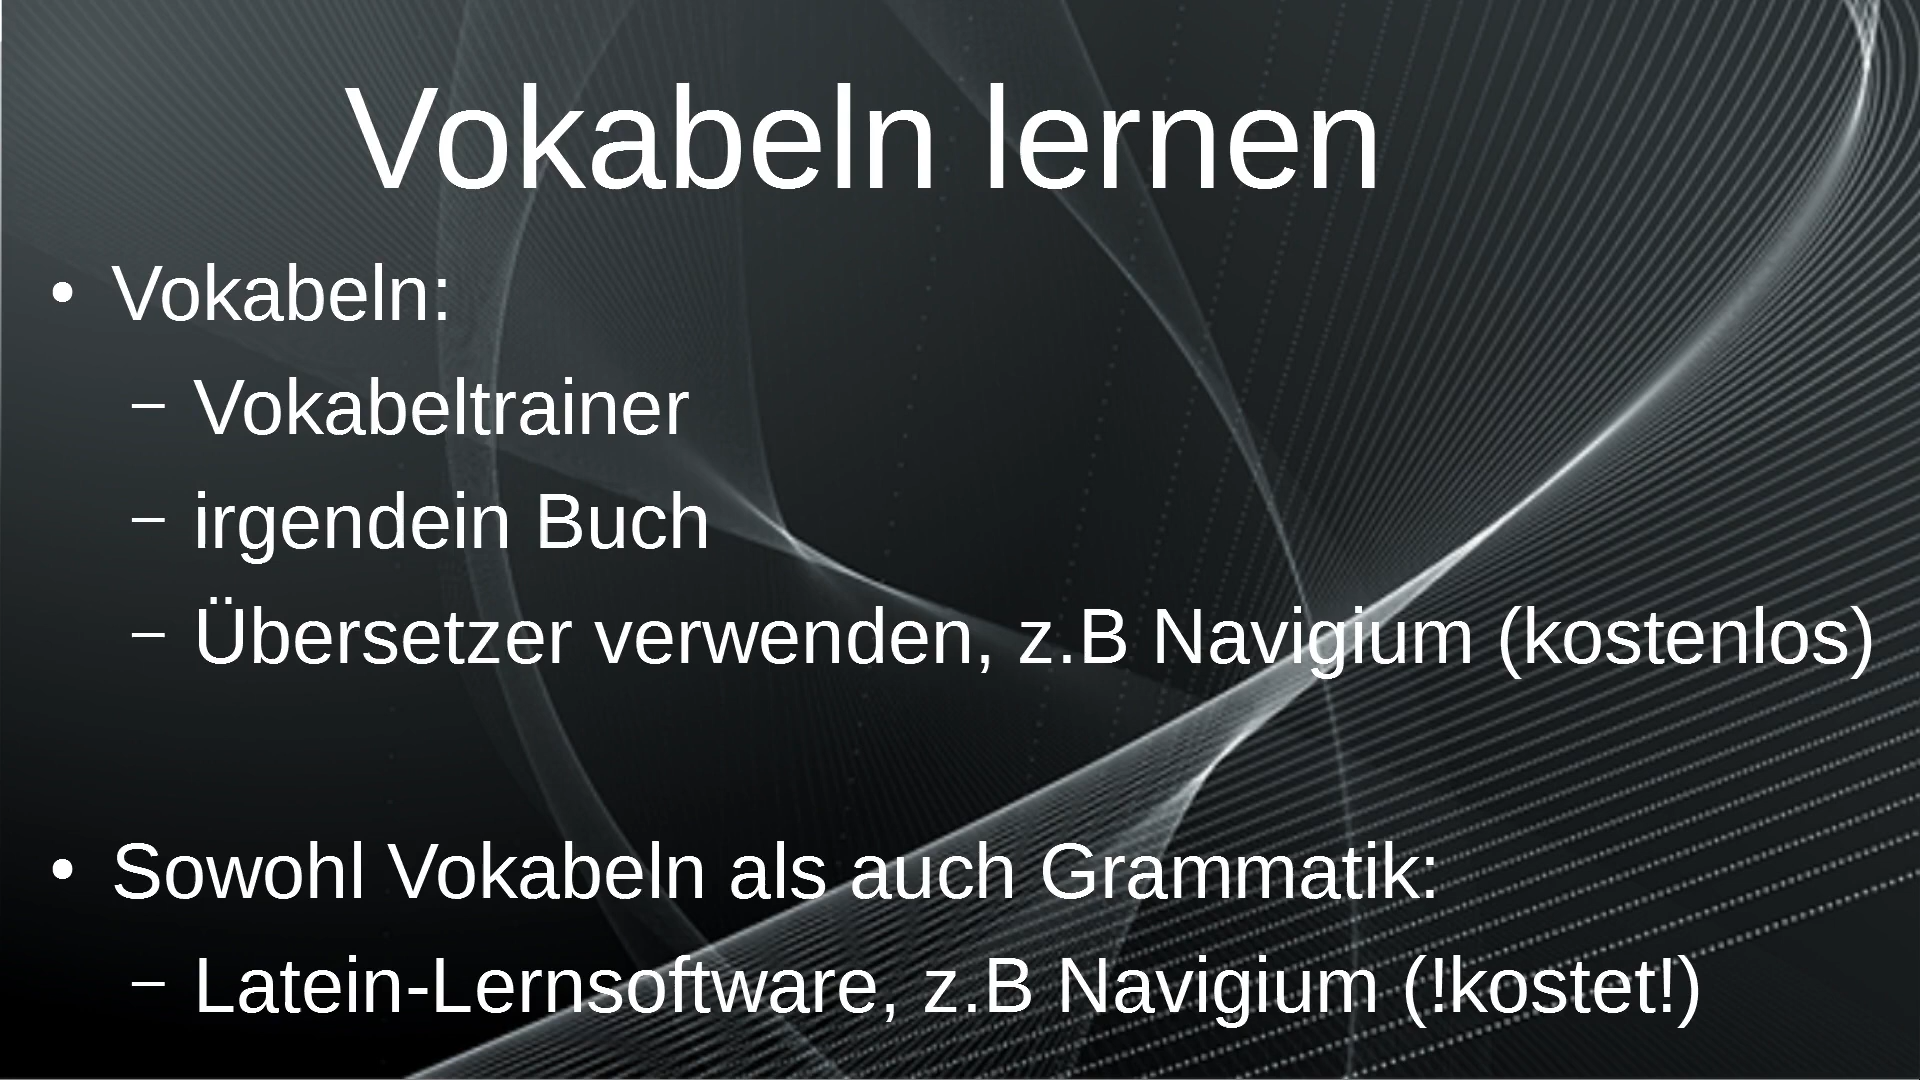 Vokabeln lernen
• Vokabeln:
– Vokabeltrainer
– irgendein Buch
– Übersetzer verwenden, z.B Navigium (kostenlos)
• Sowohl Vokabeln als auch Grammatik:
– Latein-Lernsoftware, z.B Navigium (!kostet!)